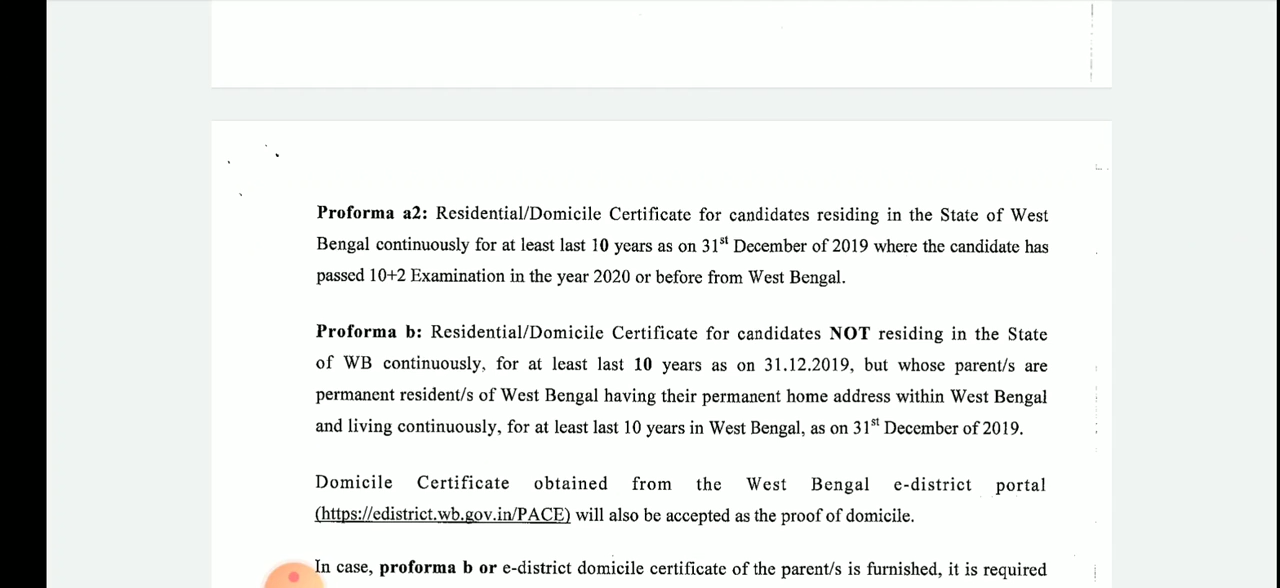 Proforma a2: Residential/Domicile Certificate for candidates residing in the State of West
Bengal continuously for at least last 10 years as on 31st December of 2019 where the candidate has
passed 10+2 Examination in the year 2020 or before from West Bengal.
Proforma b: Residential/Domicile Certificate for candidates NOT residing in the State
of WB continuously, for at least last 10 years as on 31.12.2019, but whose parent/s are
permanent resident/s of West Bengal having their permanent home address within West Bengal
and living continuously, for at least last 10 years in West Bengal, as on 31st December of 2019.
Domicile Certificate obtained from the West Bengal e-district portal
(https://edistrict.wb.gov.in/PACE) will also be accepted as the proof of domicile.
In case, proforma b or e-district domicile certificate of the parent/s is furnished, it is required